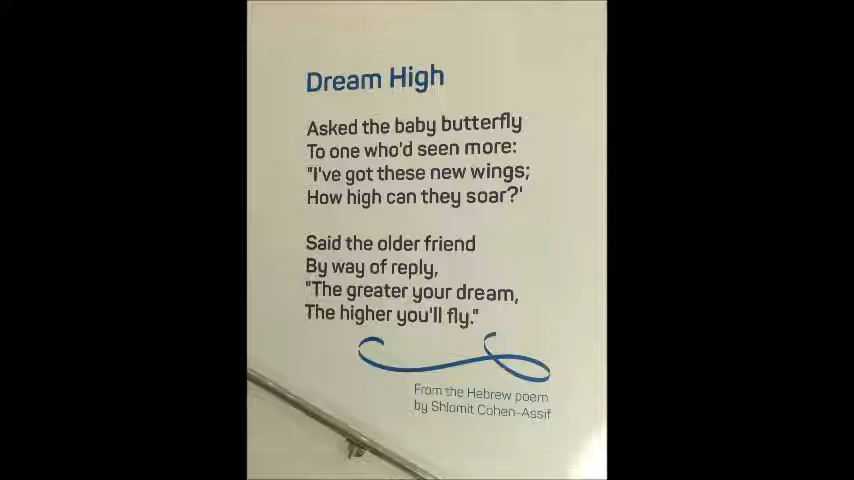 Dream High
Asked the baby butterfly
To one who'd seen more:
"I've got these new wings;
How high can they soar?'
Said the older friend
By way of reply,
"The greater your dream,
The higher you'll fly."
From the Hebrew poem
by Shlomit Cohen-Assif